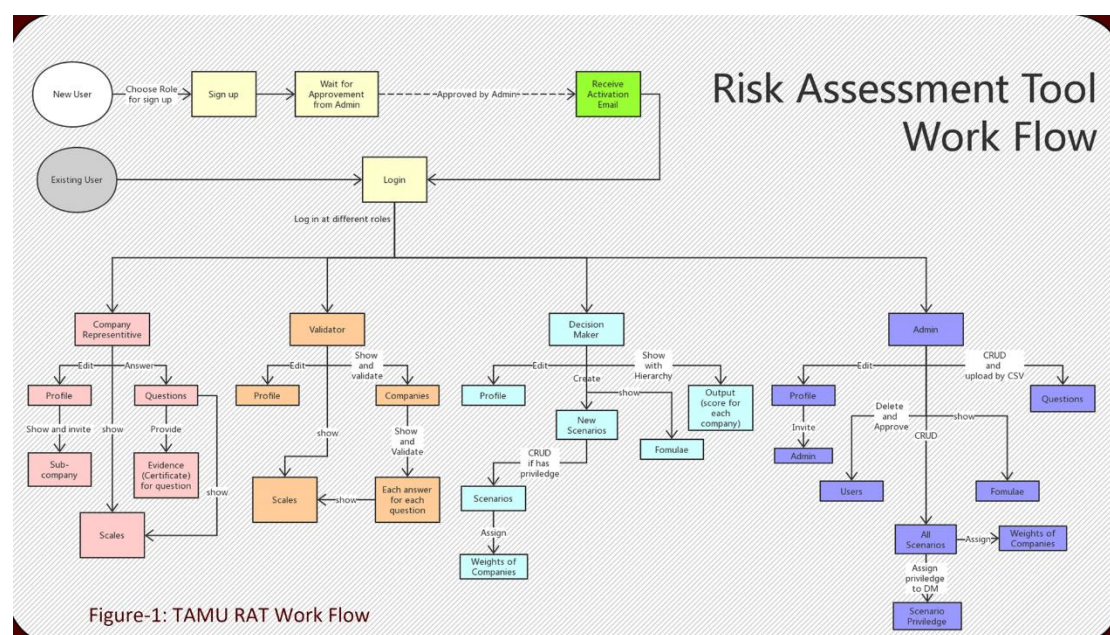 Risk Assessment Tool
Work Flow
New User
Choose Role
for sign up
Sign up
Wait for
Approvement
from Admin
Approved by Admin
Receive
Activation
Email
Existing User
Login
Log in at different roles
Company
Representitive
Edit
Answer
Profile
Questions
Show and invite
show
Provide
Sub-
company
Evidence
(Certificate)
for question
show
Scales
Validator
Edit
Show
and
validate
Profile
Companies
show
Show
and
Validate
Scales
show
Each answer
for each
question
Decision
Maker
Edit
Show
with
Hierarchy
Create
Profile
show
Output
(score for
each
company)
New
Scenarios
Fomulae
CRUD
if has
priviledge
Scenarios
Assign
Weights of
Companies
Admin
Edit
CRUD
and
upload by CSV
Profile
Questions
Invite
Delete
and
Approve
show
CRUD
Admin
Users
Fomulae
All
Scenarios
Assign
Weights of
Companies
Assign
priviledge
to DM
Scenario
Priviledge
Figure-1: TAMU RAT Work Flow